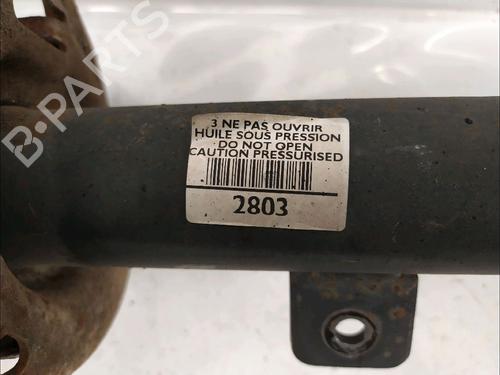 3 NE PAS OUVRIR
HUILE SOUS PRESSION
DO NOT OPEN
CAUTION PRESSURISED
2803
B-PARTS